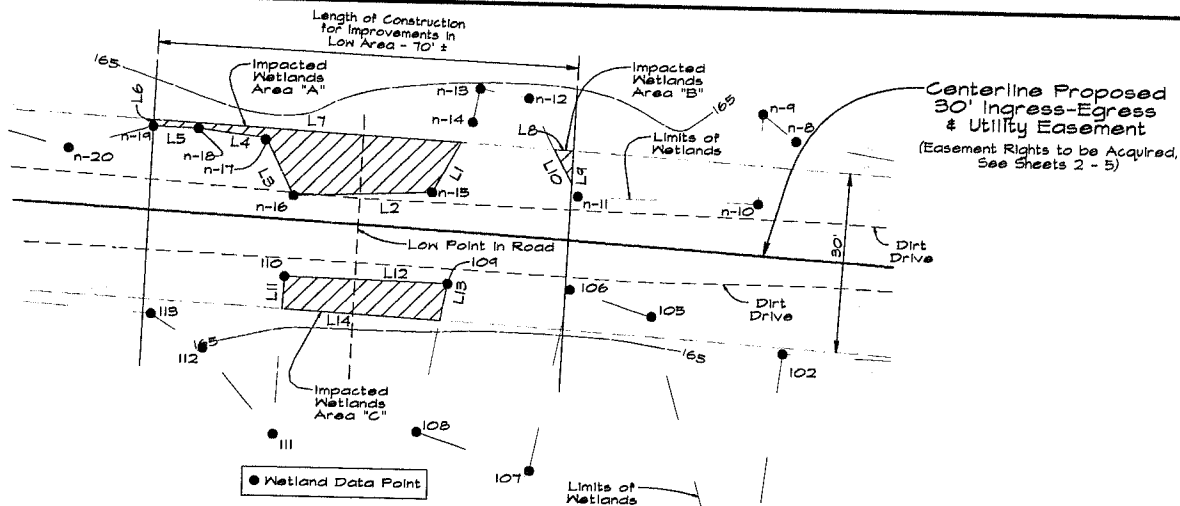 Length of Construction
for Improvements in
Low Area - 70' ±
165
Impacted
Wetlands
Area "A"
L6
L7
n-13
n-12
n-14
Impacted
Wetlands
Area "B"
165
n-9
n-8
Centerline Proposed
30' Ingress-Egress
& Utility Easement
(Easement Rights to be Acquired,
See Sheets 2 - 5)
n-19
L5
L4
n-18
n-17
n-20
L3
L1
L8
L10
L9
Limits of
Wetlands
n-16
L2
n-15
n-11
n-10
30'
Dirt
Drive
Low Point in Road
110
L12
109
L11
L13
L14
106
105
Dirt
Drive
113
112
165
165
102
Impacted
Wetlands
Area "C"
111
108
107
Wetland Data Point
Limits of
Wetlands